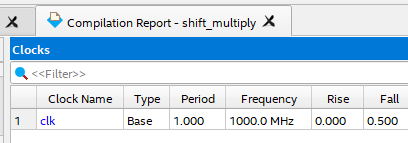 Compilation Report - shift_multiply
Clocks
<<Filter>>
Clock Name Type Period Frequency Rise Fall
1 clk Base 1.000 1000.0 MHz 0.000 0.500